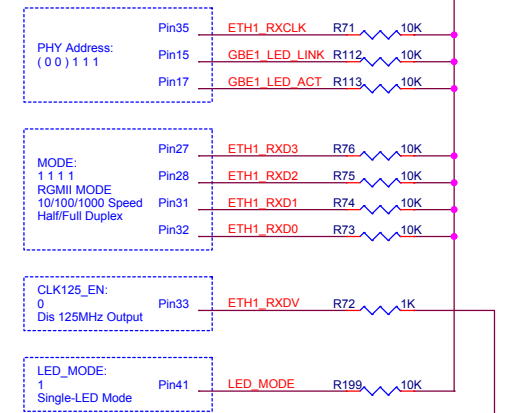 Pin35 ETH1_RXCLK R71 10K
PHY Address:
( 0 0 ) 1 1 1
Pin15 GBE1_LED_LINK R112 10K
Pin17 GBE1_LED_ACT R113 10K
Pin27 ETH1_RXD3 R76 10K
MODE:
1 1 1 1
Pin28 ETH1_RXD2 R75 10K
RGMII MODE
10/100/1000 Speed
Pin31 ETH1_RXD1 R74 10K
Half/Full Duplex
Pin32 ETH1_RXD0 R73 10K
CLK125_EN:
0
Pin33 ETH1_RXDV R72 1K
Dis 125MHz Output
LED_MODE:
1
Pin41 LED_MODE R199 10K
Single-LED Mode